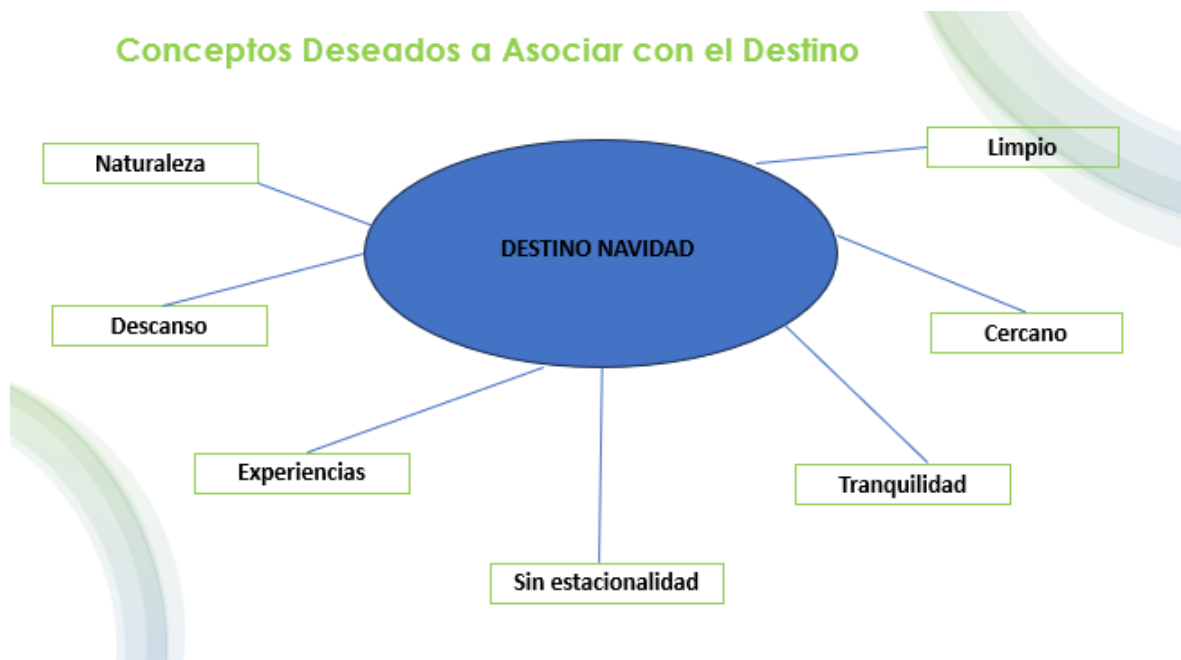 Conceptos Deseados a Asociar con el Destino
Naturaleza
Limpio
DESTINO NAVIDAD
Descanso
Cercano
Experiencias
Tranquilidad
Sin estacionalidad